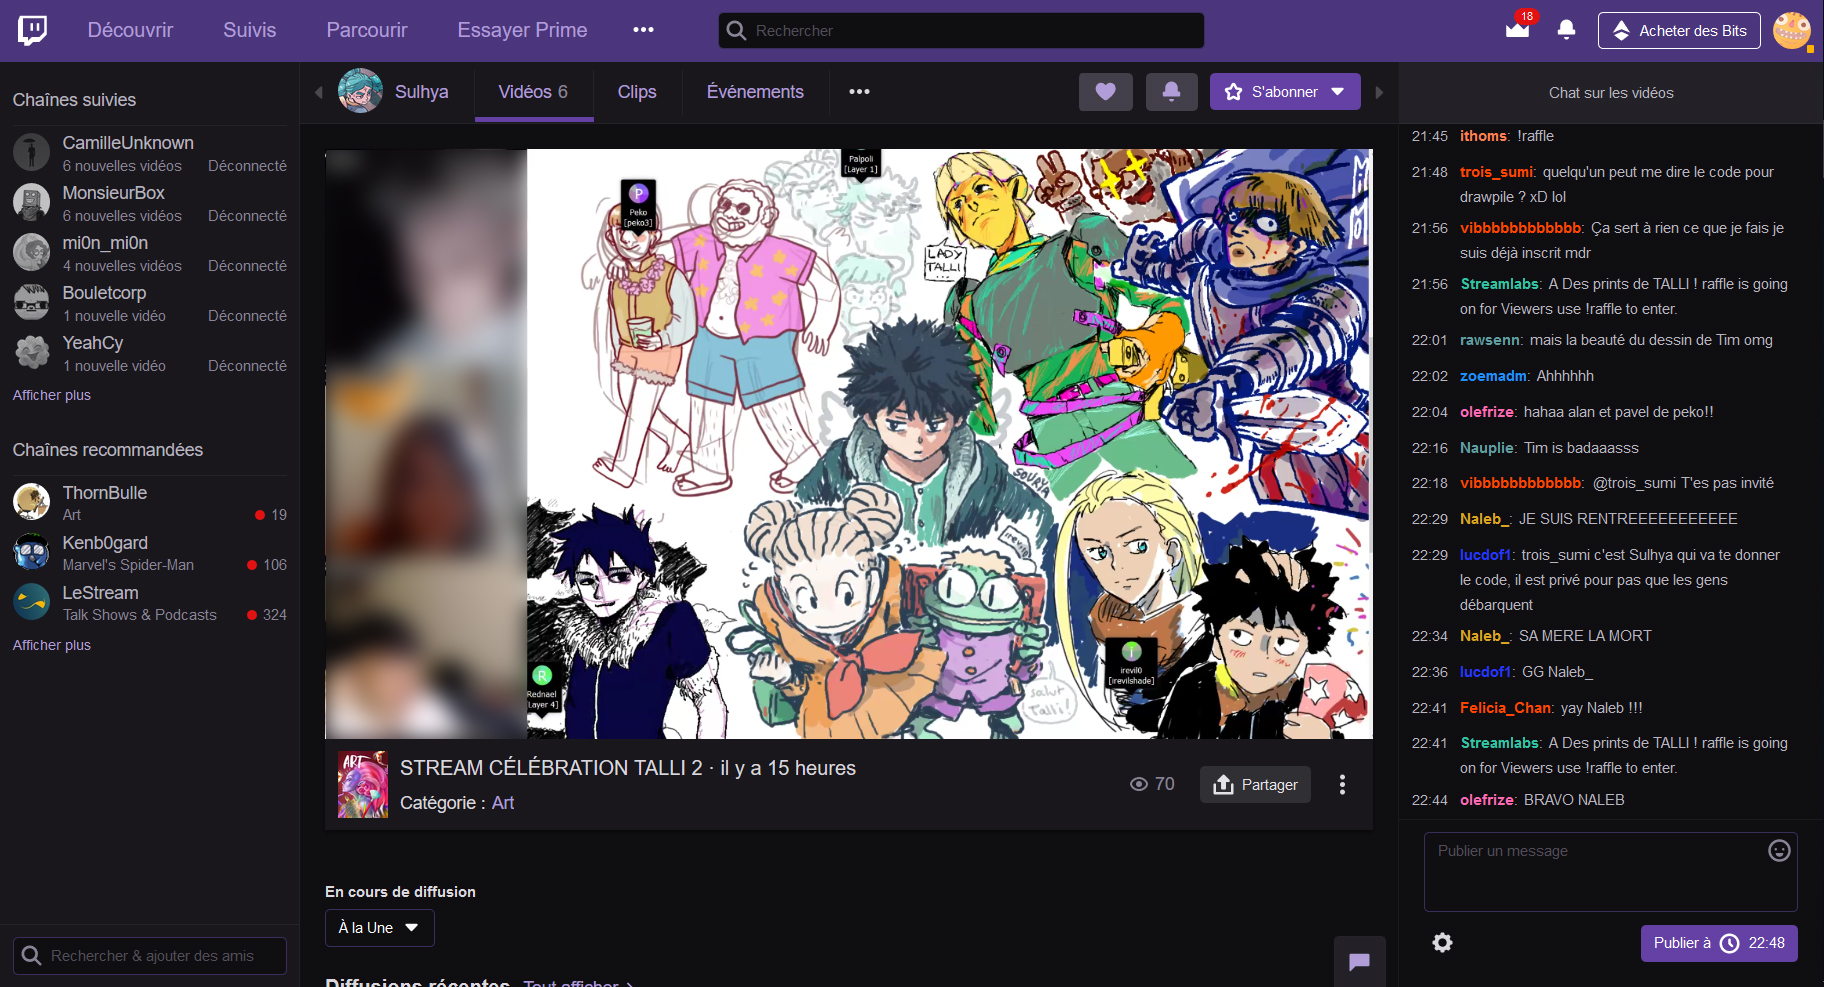 Découvrir Suivis Parcourir Essayer Prime
Rechercher
18
Acheter des Bits
Chaînes suivies
CamilleUnknown
6 nouvelles vidéos Déconnecté
MonsieurBox
6 nouvelles vidéos Déconnecté
mi0n_mi0n
4 nouvelles vidéos Déconnecté
Bouletcorp
1 nouvelle vidéo Déconnecté
YeahCy
1 nouvelle vidéo Déconnecté
Afficher plus
Chaînes recommandées
ThornBulle
Art 19
Kenb0gard
Marvel's Spider-Man 106
LeStream
Talk Shows & Podcasts 324
Afficher plus
Rechercher & ajouter des amis
Sulhya Vidéos 6 Clips Événements
S'abonner
Palpoli
[Layer 1]
P
Peko
[peko3]
LADY
TALLI
...
SOULHYA
irevil
R
Rednael
Layer 4]
i
irevil0
[irevilshade]
salut
Talli!
ART
STREAM CÉLÉBRATION TALLI 2 · il y a 15 heures
Catégorie : Art
70
Partager
En cours de diffusion
À la Une
Diffusions récentes Tout afficher
Chat sur les vidéos
21:45 ithoms: !raffle
21:48 trois_sumi: quelqu'un peut me dire le code pour
drawpile ? xD lol
21:56 vibbbbbbbbbbbb: Ça sert à rien ce que je fais je
suis déjà inscrit mdr
21:56 Streamlabs: A Des prints de TALLI ! raffle is going
on for Viewers use !raffle to enter.
22:01 rawsenn: mais la beauté du dessin de Tim omg
22:02 zoemadm: Ahhhhhh
22:04 olefrize: hahaa alan et pavel de peko!!
22:16 Nauplie: Tim is badaaasss
22:18 vibbbbbbbbbbbb: @trois_sumi T'es pas invité
22:29 Naleb_: JE SUIS RENTREEEEEEEEEEE
22:29 lucdof1: trois_sumi c'est Sulhya qui va te donner
le code, il est privé pour pas que les gens
débarquent
22:34 Naleb_: SA MERE LA MORT
22:36 lucdof1: GG Naleb_
22:41 Felicia_Chan: yay Naleb !!!
22:41 Streamlabs: A Des prints de TALLI ! raffle is going
on for Viewers use !raffle to enter.
22:44 olefrize: BRAVO NALEB
Publier un message
Publier à 22:48